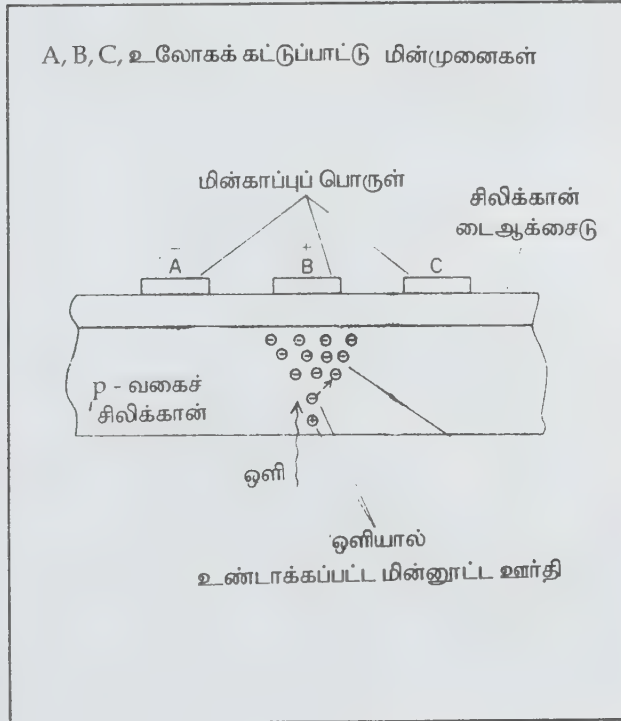 A, B, C, உலோகக் கட்டுப்பாட்டு மின்முனைகள்
மின்காப்புப் பொருள்
சிலிக்கான்
டைஆக்சைடு
− + 
A B C
p - வகைச்
சிலிக்கான்
ஒளி
ஒளியால்
உண்டாக்கப்பட்ட மின்னூட்ட ஊர்தி